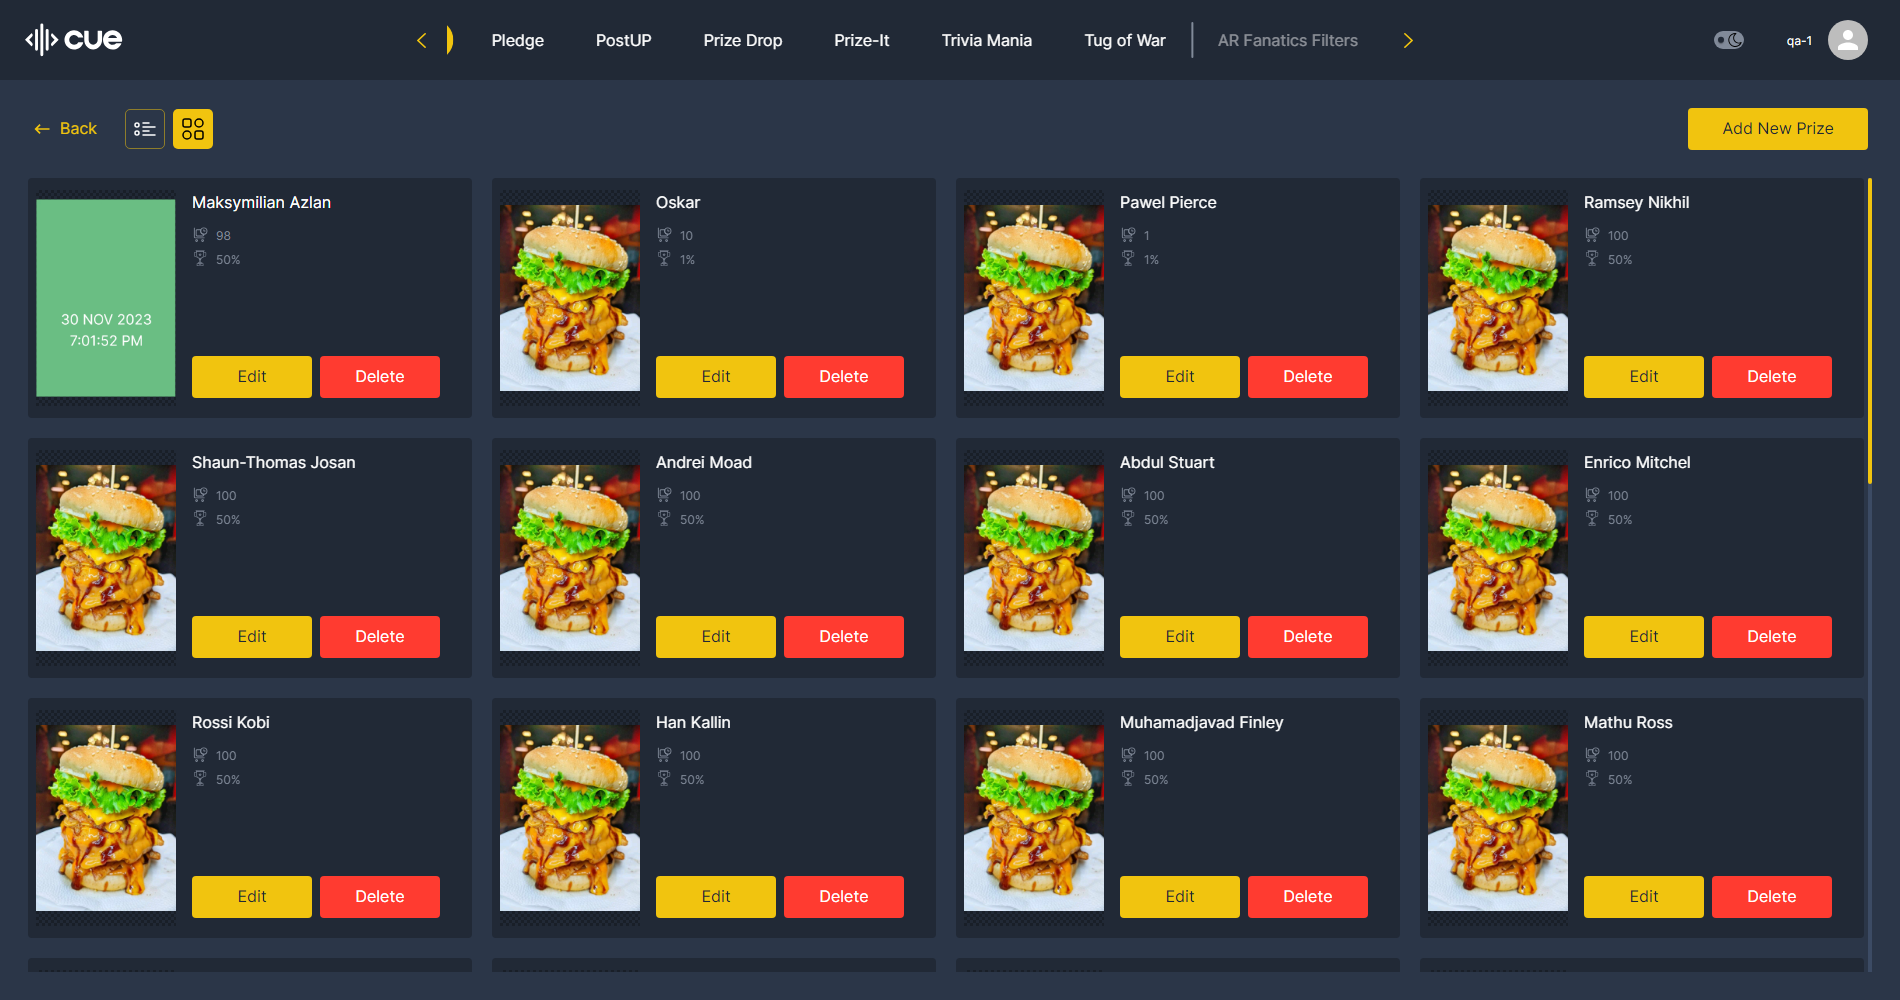 cue
Pledge
PostUP
Prize Drop
Prize-It
Trivia Mania
Tug of War
AR Fanatics Filters
qa-1
Back
Add New Prize
30 NOV 2023
7:01:52 PM
Maksymilian Azlan
98
50%
Edit
Delete
Oskar
10
1%
Edit
Delete
Pawel Pierce
1
1%
Edit
Delete
Ramsey Nikhil
100
50%
Edit
Delete
Shaun-Thomas Josan
100
50%
Edit
Delete
Andrei Moad
100
50%
Edit
Delete
Abdul Stuart
100
50%
Edit
Delete
Enrico Mitchel
100
50%
Edit
Delete
Rossi Kobi
100
50%
Edit
Delete
Han Kallin
100
50%
Edit
Delete
Muhamadjavad Finley
100
50%
Edit
Delete
Mathu Ross
100
50%
Edit
Delete